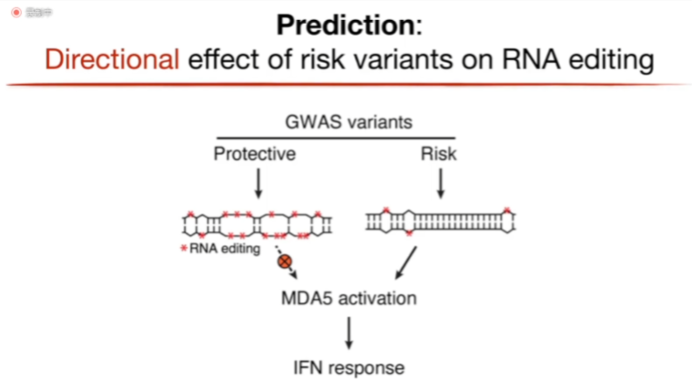 Prediction:
Directional effect of risk variants on RNA editing
GWAS variants
Protective Risk
*RNA editing
MDA5 activation
IFN response